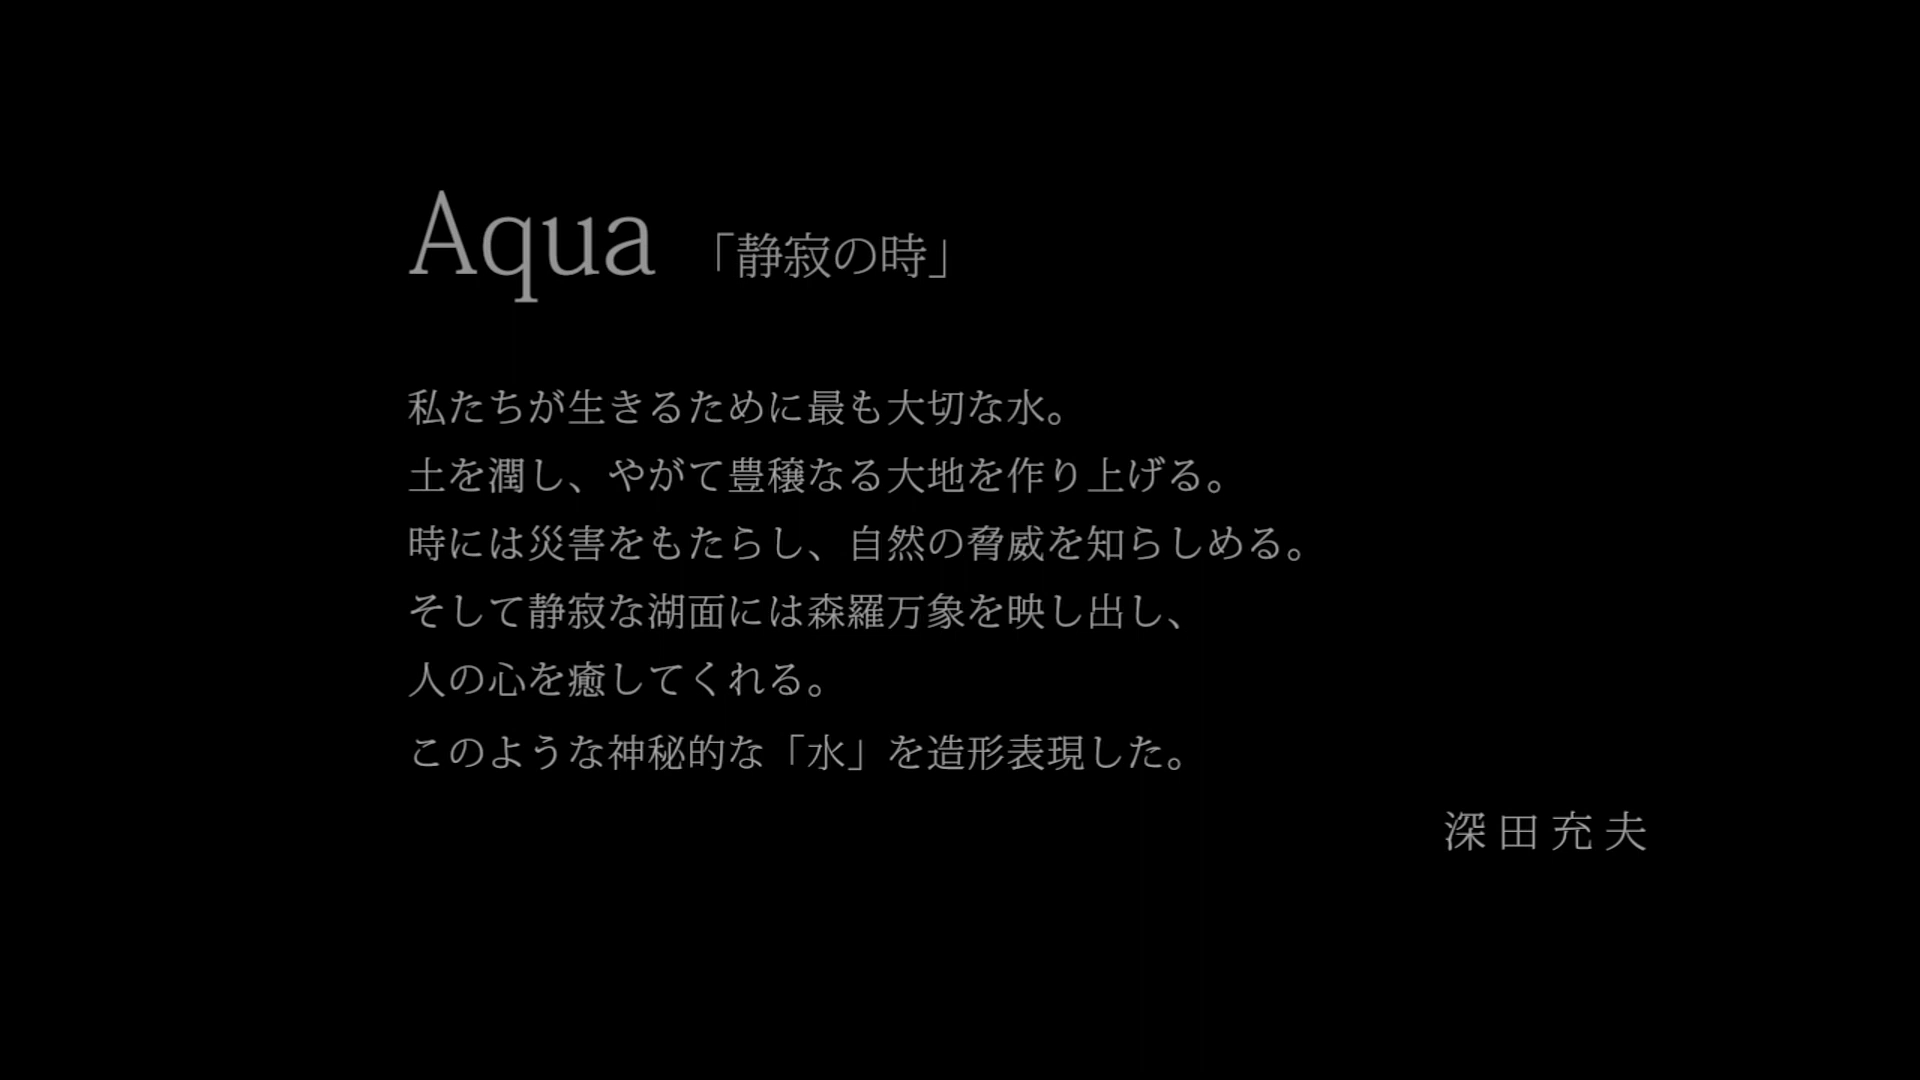 Aqua 「静寂の時」
私たちが生きるために最も大切な水。
土を潤し、やがて豊穣なる大地を作り上げる。
時には災害をもたらし、自然の脅威を知らしめる。
そして静寂な湖面には森羅万象を映し出し、
人の心を癒してくれる。
このような神秘的な「水」を造形表現した。
深田充夫